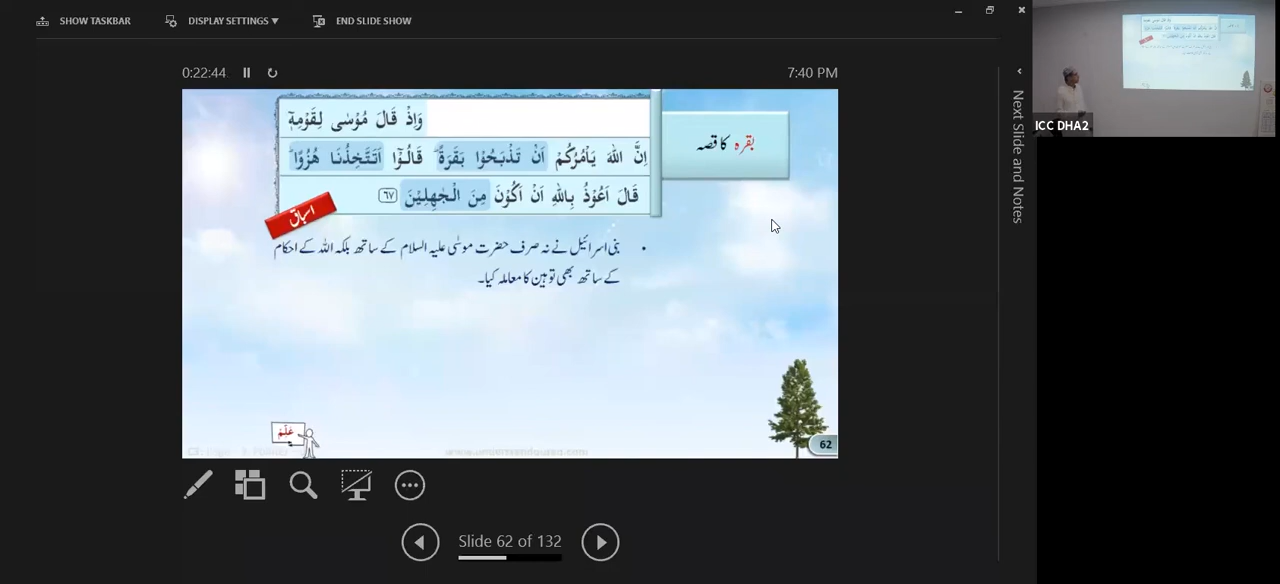 SHOW TASKBAR
DISPLAY SETTINGS ▼
END SLIDE SHOW
0:22:44
7:40 PM
Next Slide and Notes
ICC DHA2
بقرہ کا قصہ
وَاِذْ قَالَ مُوْسٰى لِقَوْمِهٖٓ
اِنَّ اللّٰهَ يَاْمُرُكُمْ اَنْ تَذْبَحُوْا بَقَرَةً ۭ قَالُوْٓا اَتَتَّخِذُنَا هُزُوًا ۭ
قَالَ اَعُوْذُ بِاللّٰهِ اَنْ اَكُوْنَ مِنَ الْجٰهِلِيْنَ ٦٧
اسباق
• بنی اسرائیل نے نہ صرف حضرت موسٰی علیہ السلام کے ساتھ بلکہ اللہ کے احکام
کے ساتھ بھی توہین کا معاملہ کیا۔
عَلِّمْ
62
Slide 62 of 132